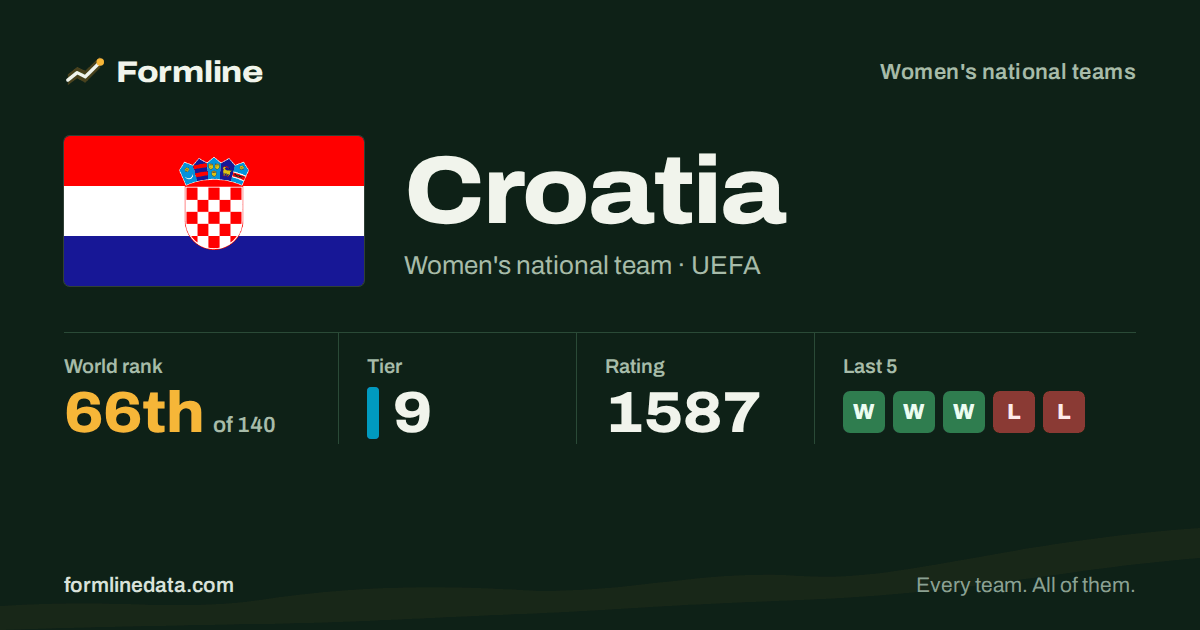 Formline
Women's national teams
Croatia
Women's national team · UEFA
World rank
66th of 140
Tier
9
Rating
1587
Last 5
W W W L L
formlinedata.com
Every team. All of them.